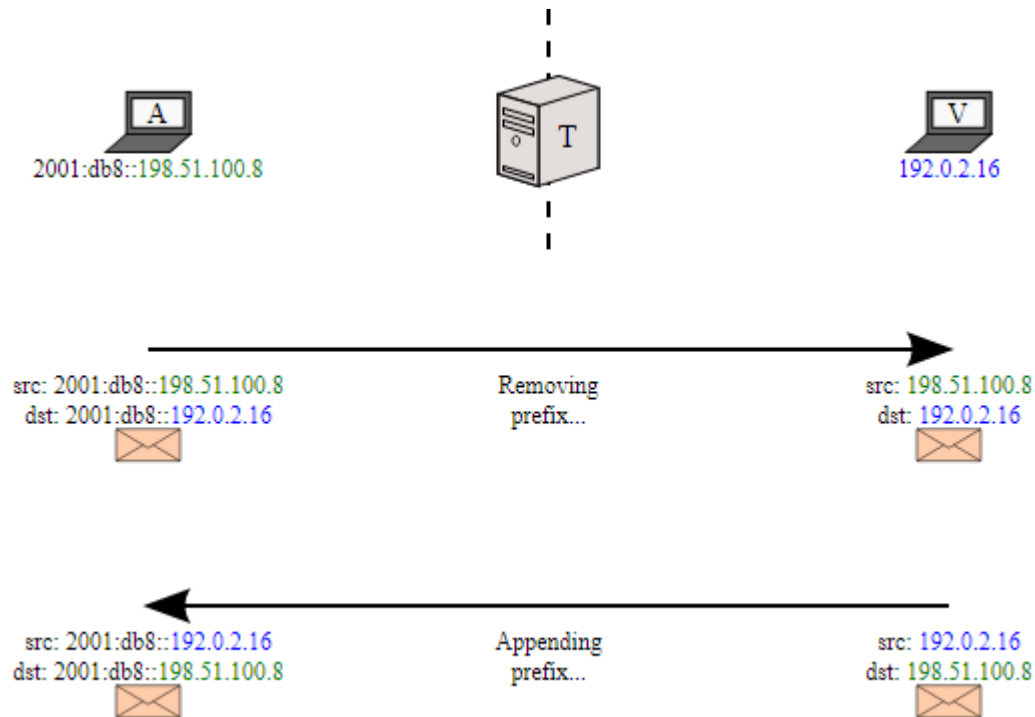 A
T
V
2001:db8::198.51.100.8
192.0.2.16
src: 2001:db8::198.51.100.8
dst: 2001:db8::192.0.2.16
Removing
prefix...
src: 198.51.100.8
dst: 192.0.2.16
src: 2001:db8::192.0.2.16
dst: 2001:db8::198.51.100.8
Appending
prefix...
src: 192.0.2.16
dst: 198.51.100.8